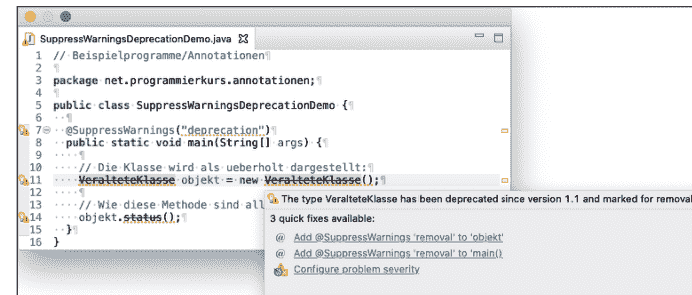 SuppressWarningsDeprecationDemo.java
1 // Beispielprogramme/Annotationen
2
3 package net.programmierkurs.annotationen;
4
5 public class SuppressWarningsDeprecationDemo {
6
7 @SuppressWarnings("deprecation")
8 public static void main(String[] args) {
9
10 // Die Klasse wird als ueberholt dargestellt:
11 VeralteteKlasse objekt = new VeralteteKlasse();
12
13 // Wie diese Methode sind all
14 objekt.status();
15 }
16 }
The type VeralteteKlasse has been deprecated since version 1.1 and marked for removal
3 quick fixes available:
@ Add @SuppressWarnings 'removal' to 'objekt'
@ Add @SuppressWarnings 'removal' to 'main()
Configure problem severity